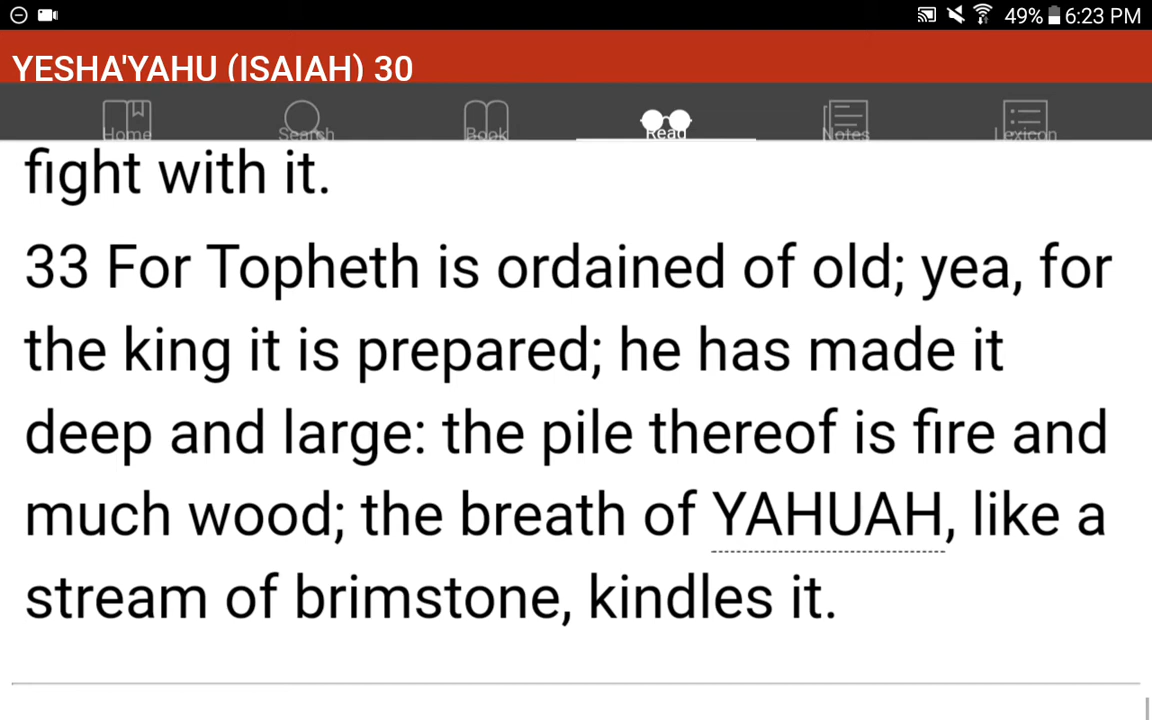 49% 6:23 PM
YESHA'YAHU (ISAIAH) 30
Home Search Book Read Notes Lexicon
fight with it.
33 For Topheth is ordained of old; yea, for
the king it is prepared; he has made it
deep and large: the pile thereof is fire and
much wood; the breath of YAHUAH, like a
stream of brimstone, kindles it.